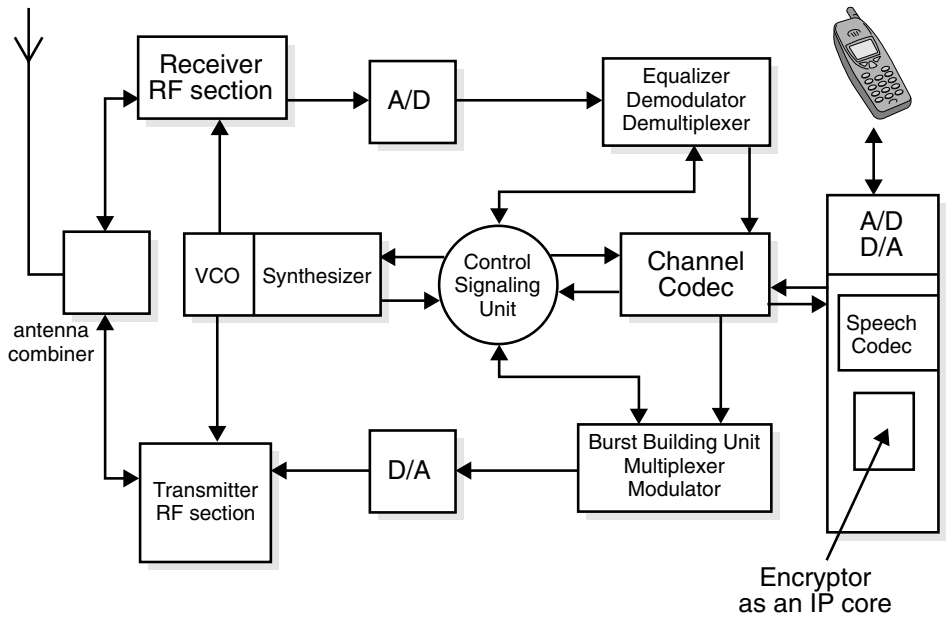 Receiver
RF section
A/D
Equalizer
Demodulator
Demultiplexer
A/D
D/A
VCO
Synthesizer
Control
Signaling
Unit
Channel
Codec
Speech
Codec
antenna
combiner
Transmitter
RF section
D/A
Burst Building Unit
Multiplexer
Modulator
Encryptor
as an IP core